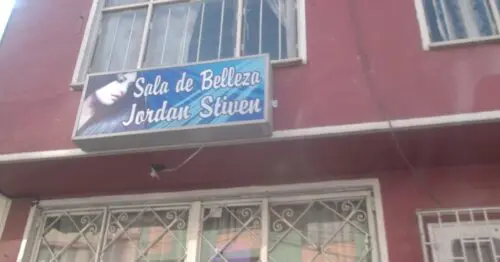 Sala de Belleza
Jordan Stiven